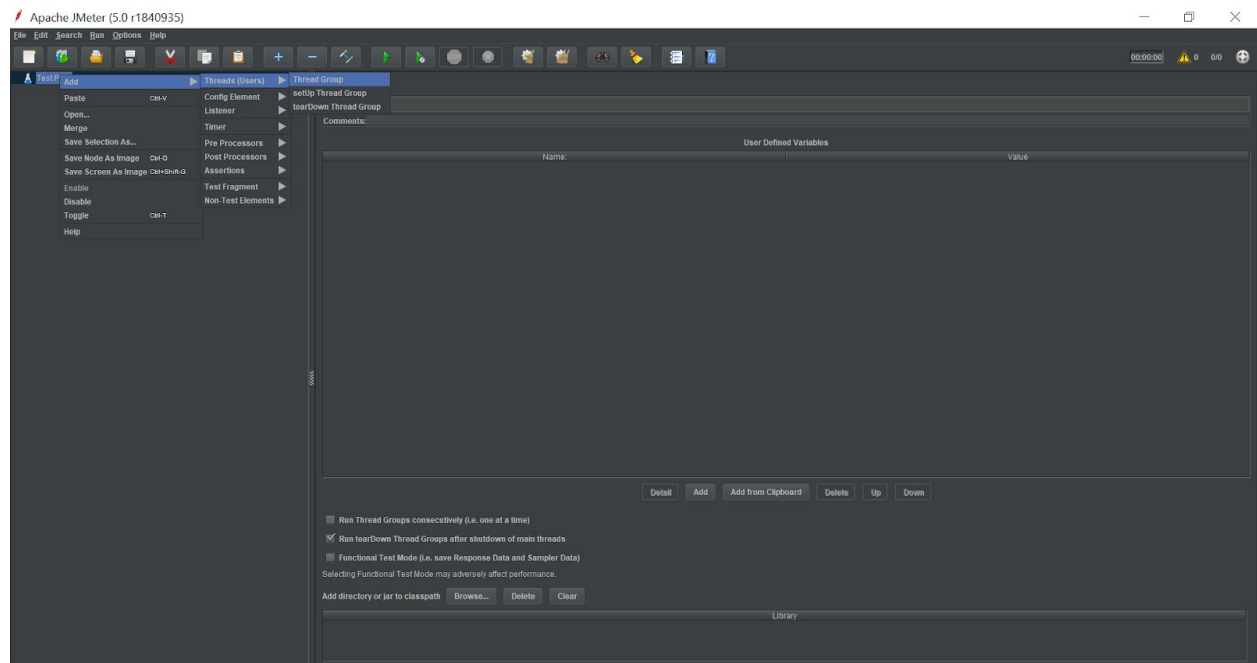 Apache JMeter (5.0 r1840935)
File Edit Search Run Options Help
00:00:00 0 0/0
Test P
Add
Paste Ctrl-V
Open...
Merge
Save Selection As...
Save Node As Image Ctrl-G
Save Screen As Image Ctrl+Shift-G
Enable
Disable
Toggle Ctrl-T
Help
Threads (Users)
Config Element
Listener
Timer
Pre Processors
Post Processors
Assertions
Test Fragment
Non-Test Elements
Thread Group
setUp Thread Group
tearDown Thread Group
Comments:
User Defined Variables
Name: Value
Detail Add Add from Clipboard Delete Up Down
Run Thread Groups consecutively (i.e. one at a time)
Run tearDown Thread Groups after shutdown of main threads
Functional Test Mode (i.e. save Response Data and Sampler Data)
Selecting Functional Test Mode may adversely affect performance.
Add directory or jar to classpath Browse... Delete Clear
Library